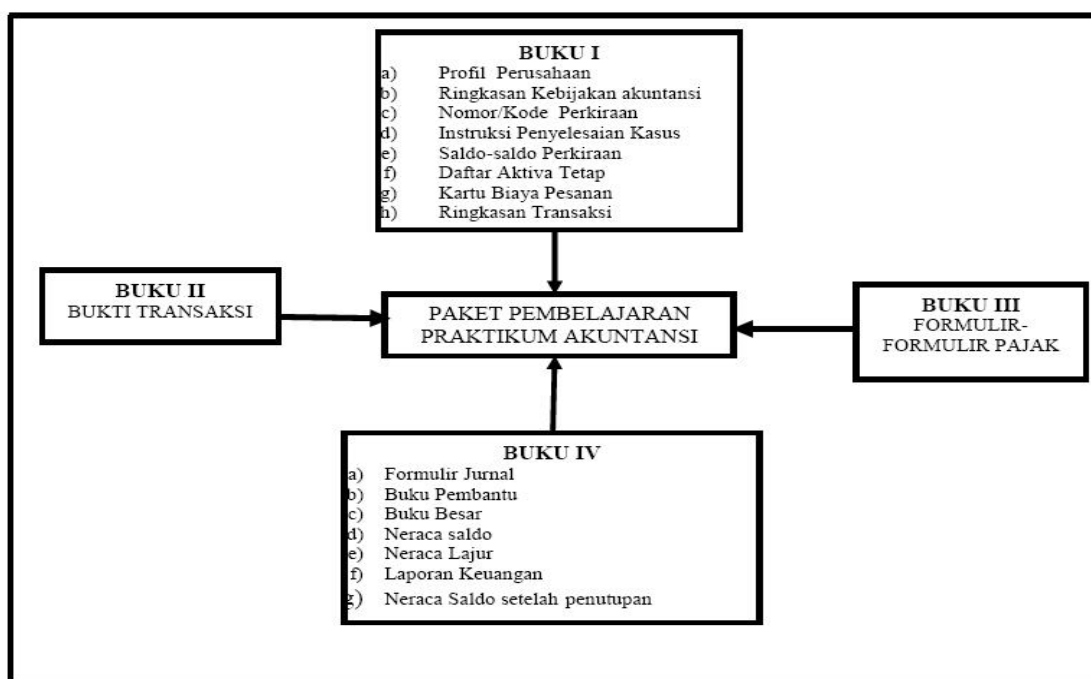 BUKU I
a) Profil Perusahaan
b) Ringkasan Kebijakan akuntansi
c) Nomor/Kode Perkiraan
d) Instruksi Penyelesaian Kasus
e) Saldo-saldo Perkiraan
f) Daftar Aktiva Tetap
g) Kartu Biaya Pesanan
h) Ringkasan Transaksi
BUKU II
BUKTI TRANSAKSI
PAKET PEMBELAJARAN
PRAKTIKUM AKUNTANSI
BUKU III
FORMULIR-
FORMULIR PAJAK
BUKU IV
a) Formulir Jurnal
b) Buku Pembantu
c) Buku Besar
d) Neraca saldo
e) Neraca Lajur
f) Laporan Keuangan
g) Neraca Saldo setelah penutupan